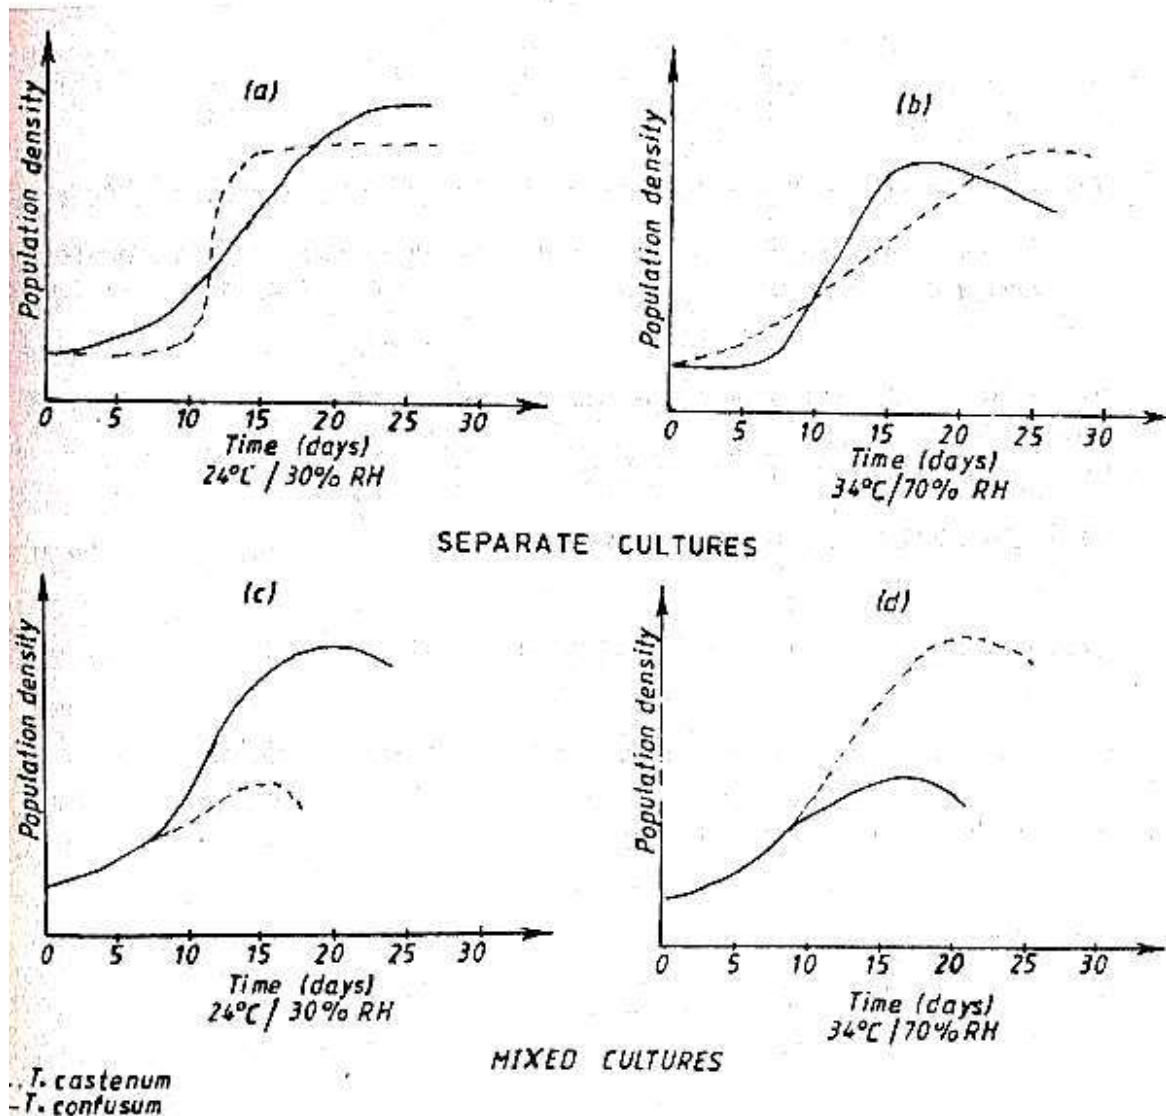 (a)
Population density
0 5 10 15 20 25 30
Time (days)
24°C / 30% RH
(b)
Population density
0 5 10 15 20 25 30
Time (days)
34°C/70% RH
SEPARATE CULTURES
(c)
Population density
0 5 10 15 20 25 30
Time (days)
24°C / 30% RH
(d)
Population density
0 5 10 15 20 25 30
Time (days)
34°C/70% RH
MIXED CULTURES
T. castenum
T. confusum